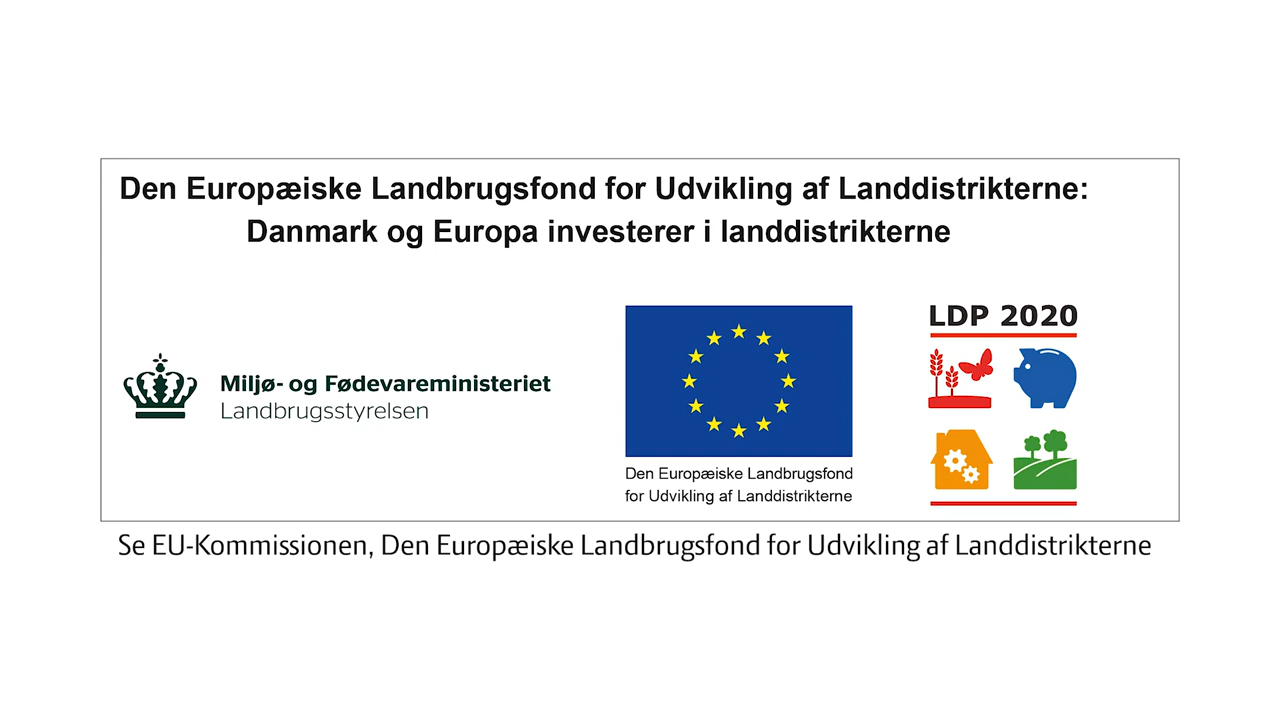 Den Europæiske Landbrugsfond for Udvikling af Landdistrikterne:
Danmark og Europa investerer i landdistrikterne
LDP 2020
Miljø- og Fødevareministeriet
Landbrugsstyrelsen
Den Europæiske Landbrugsfond
for Udvikling af Landdistrikterne
Se EU-Kommissionen, Den Europæiske Landbrugsfond for Udvikling af Landdistrikterne